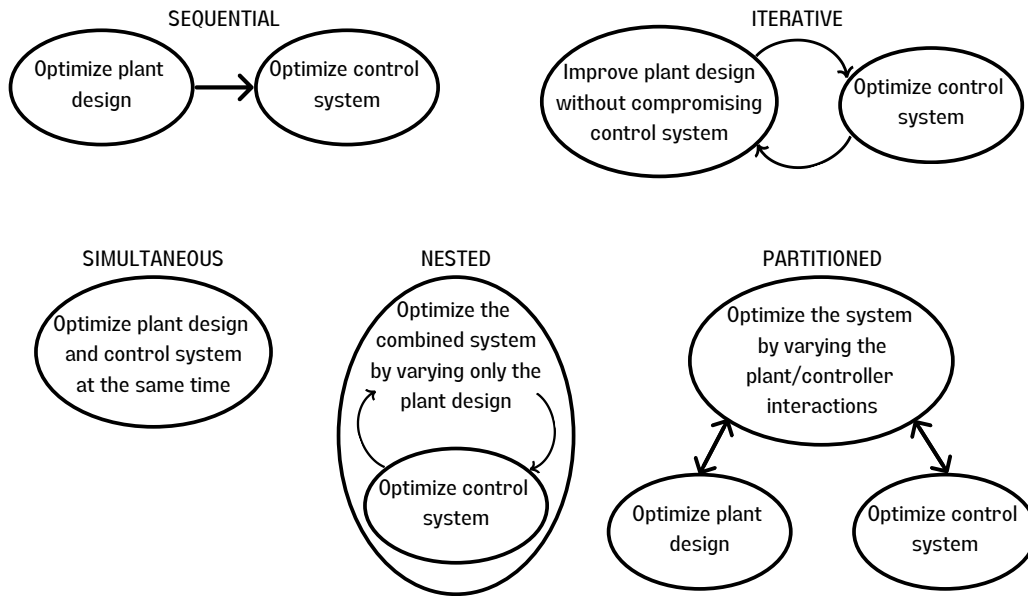 SEQUENTIAL
Optimize plant
design
Optimize control
system
ITERATIVE
Improve plant design
without compromising
control system
Optimize control
system
SIMULTANEOUS
Optimize plant design
and control system
at the same time
NESTED
Optimize the
combined system
by varying only the
plant design
Optimize control
system
PARTITIONED
Optimize the system
by varying the
plant/controller
interactions
Optimize plant
design
Optimize control
system